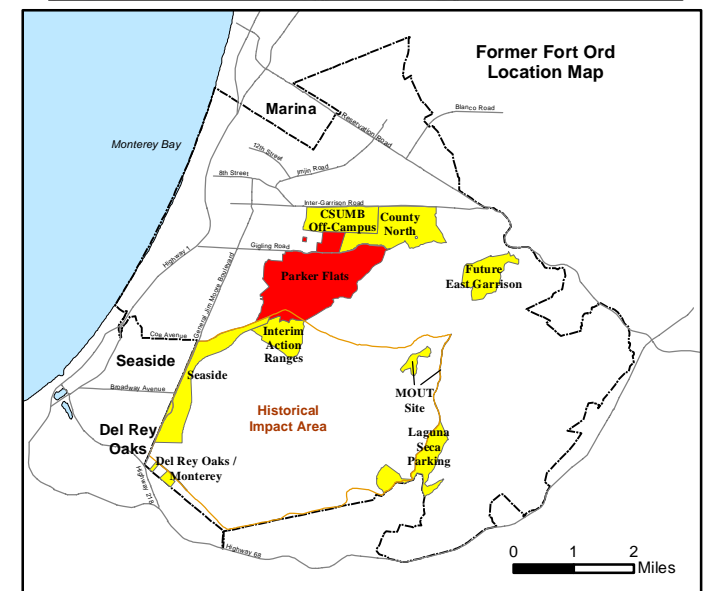 Former Fort Ord
Location Map
Marina
Blanco Road
Reservation Road
Monterey Bay
12th Street
Imjin Road
8th Street
Inter-Garrison Road
CSUMB
Off-Campus
County
North
Gigling Road
Highway 1
Parker Flats
Future
East Garrison
General Jim Moore Boulevard
Coe Avenue
Interim
Action
Ranges
Seaside
Seaside
Broadway Avenue
MOUT
Site
Historical
Impact Area
Del Rey
Oaks
Laguna
Seca
Parking
Del Rey Oaks /
Monterey
Highway 218
Highway 68
0 1 2
Miles